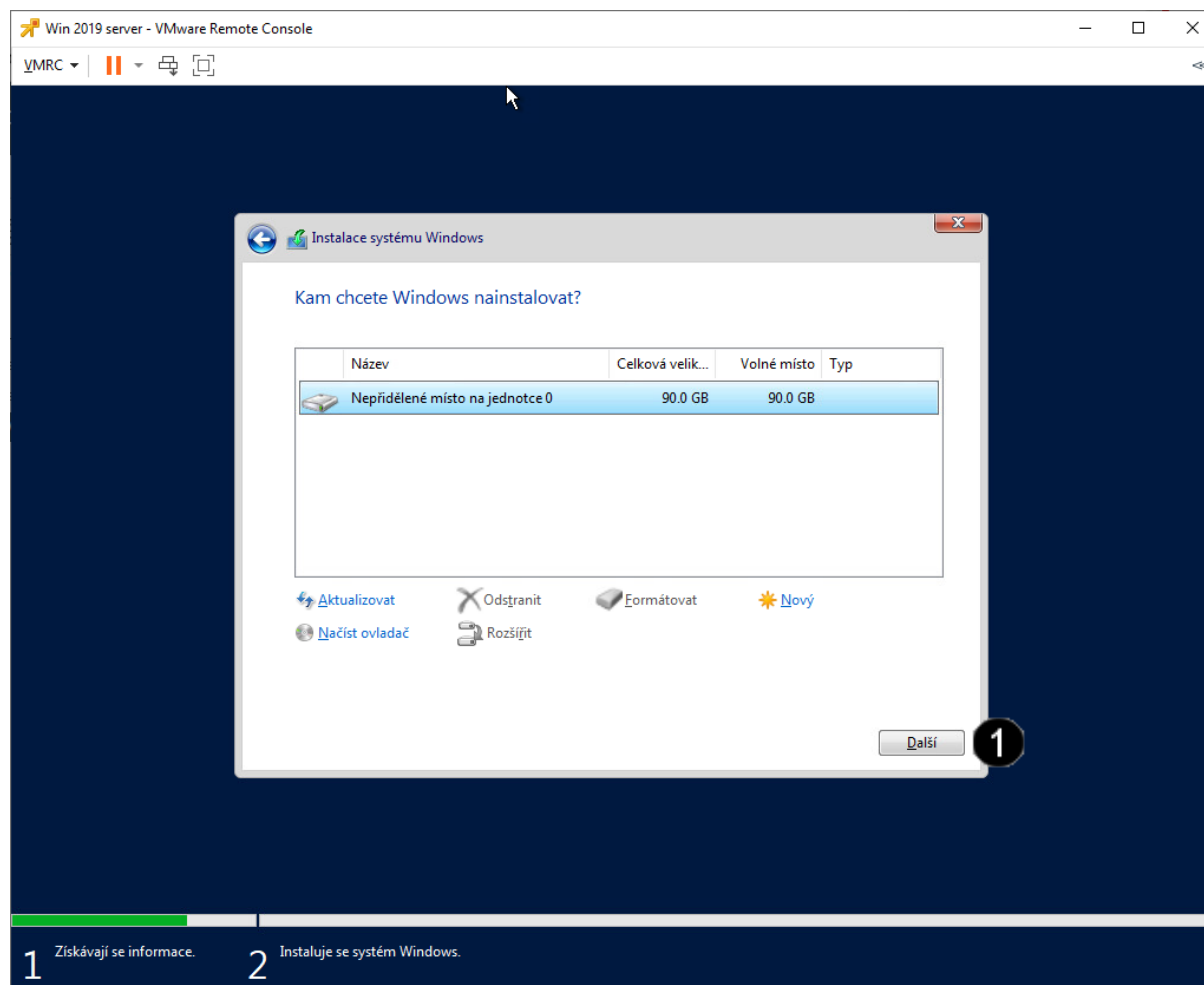 Win 2019 server - VMware Remote Console
VMRC
Instalace systému Windows
Kam chcete Windows nainstalovat?
Název Celková velik... Volné místo Typ
Nepřidělené místo na jednotce 0 90.0 GB 90.0 GB
Aktualizovat Odstranit Formátovat Nový
Načíst ovladač Rozšířit
Další 1
1 Získávají se informace. 2 Instaluje se systém Windows.